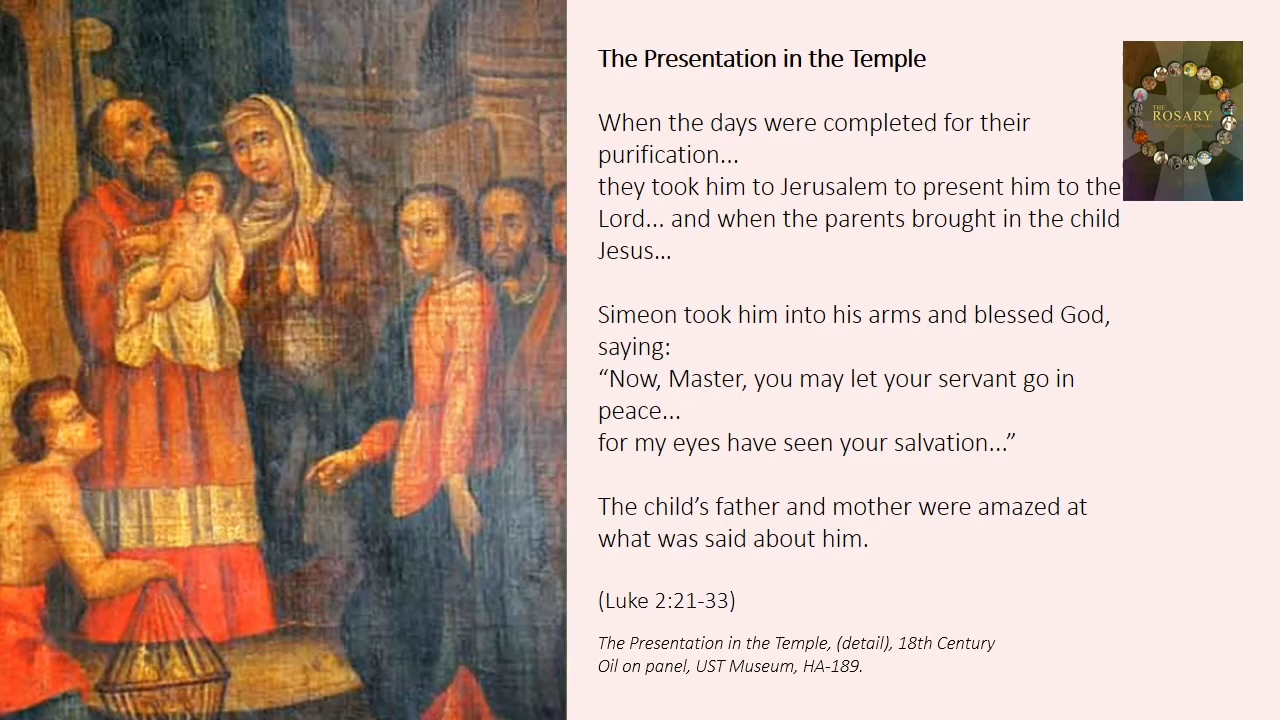 The Presentation in the Temple
When the days were completed for their
purification...
they took him to Jerusalem to present him to the
Lord... and when the parents brought in the child
Jesus...
Simeon took him into his arms and blessed God,
saying:
“Now, Master, you may let your servant go in
peace...
for my eyes have seen your salvation...”
The child’s father and mother were amazed at
what was said about him.
(Luke 2:21-33)
The Presentation in the Temple, (detail), 18th Century
Oil on panel, UST Museum, HA-189.
THE
ROSARY